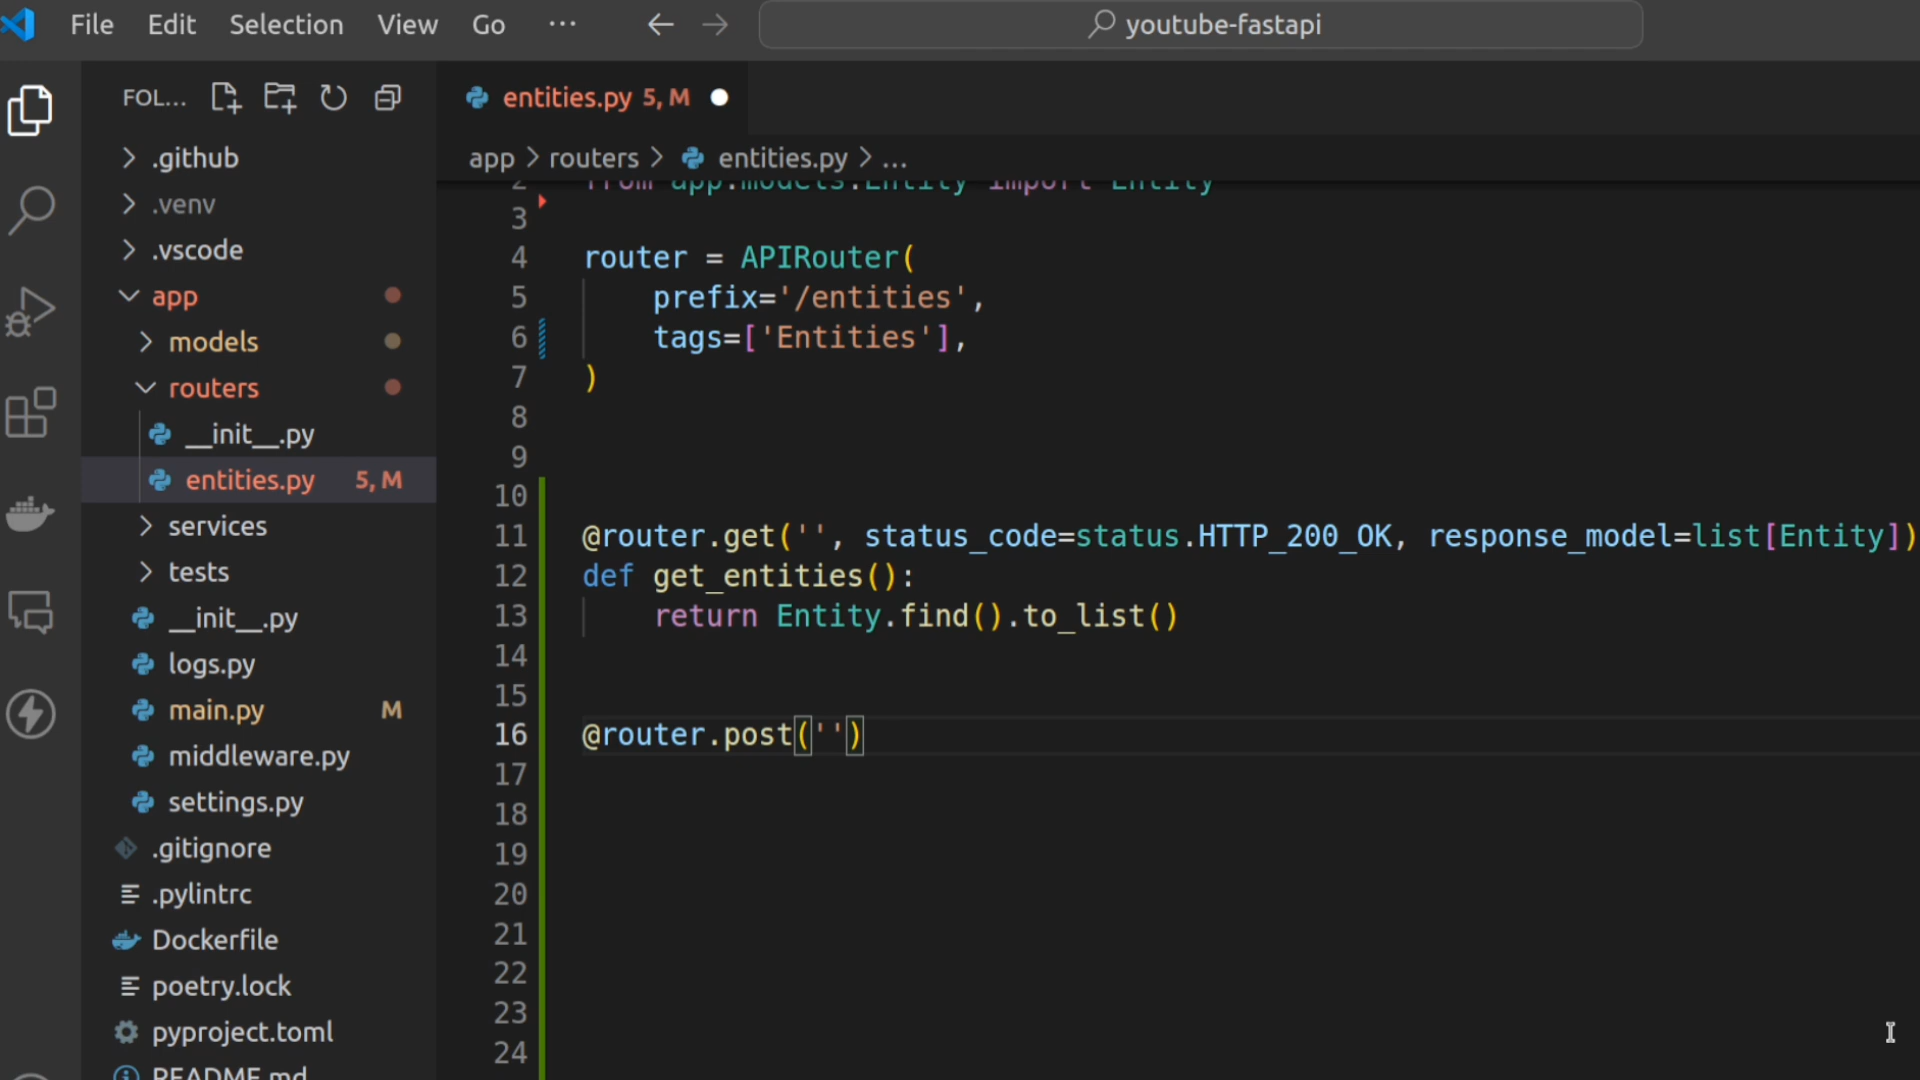 File Edit Selection View Go ··· youtube-fastapi
FOL...
entities.py 5, M
app > routers > entities.py > ...
.github
.venv
.vscode
app
models
routers
__init__.py
entities.py 5, M
services
tests
__init__.py
logs.py
main.py M
middleware.py
settings.py
.gitignore
.pylintrc
Dockerfile
poetry.lock
pyproject.toml
README.md
2 from app.models.Entity import Entity
3
4 router = APIRouter(
5 prefix='/entities',
6 tags=['Entities'],
7 )
8
9
10
11 @router.get('', status_code=status.HTTP_200_OK, response_model=list[Entity])
12 def get_entities():
13 return Entity.find().to_list()
14
15
16 @router.post('')
17
18
19
20
21
22
23
24